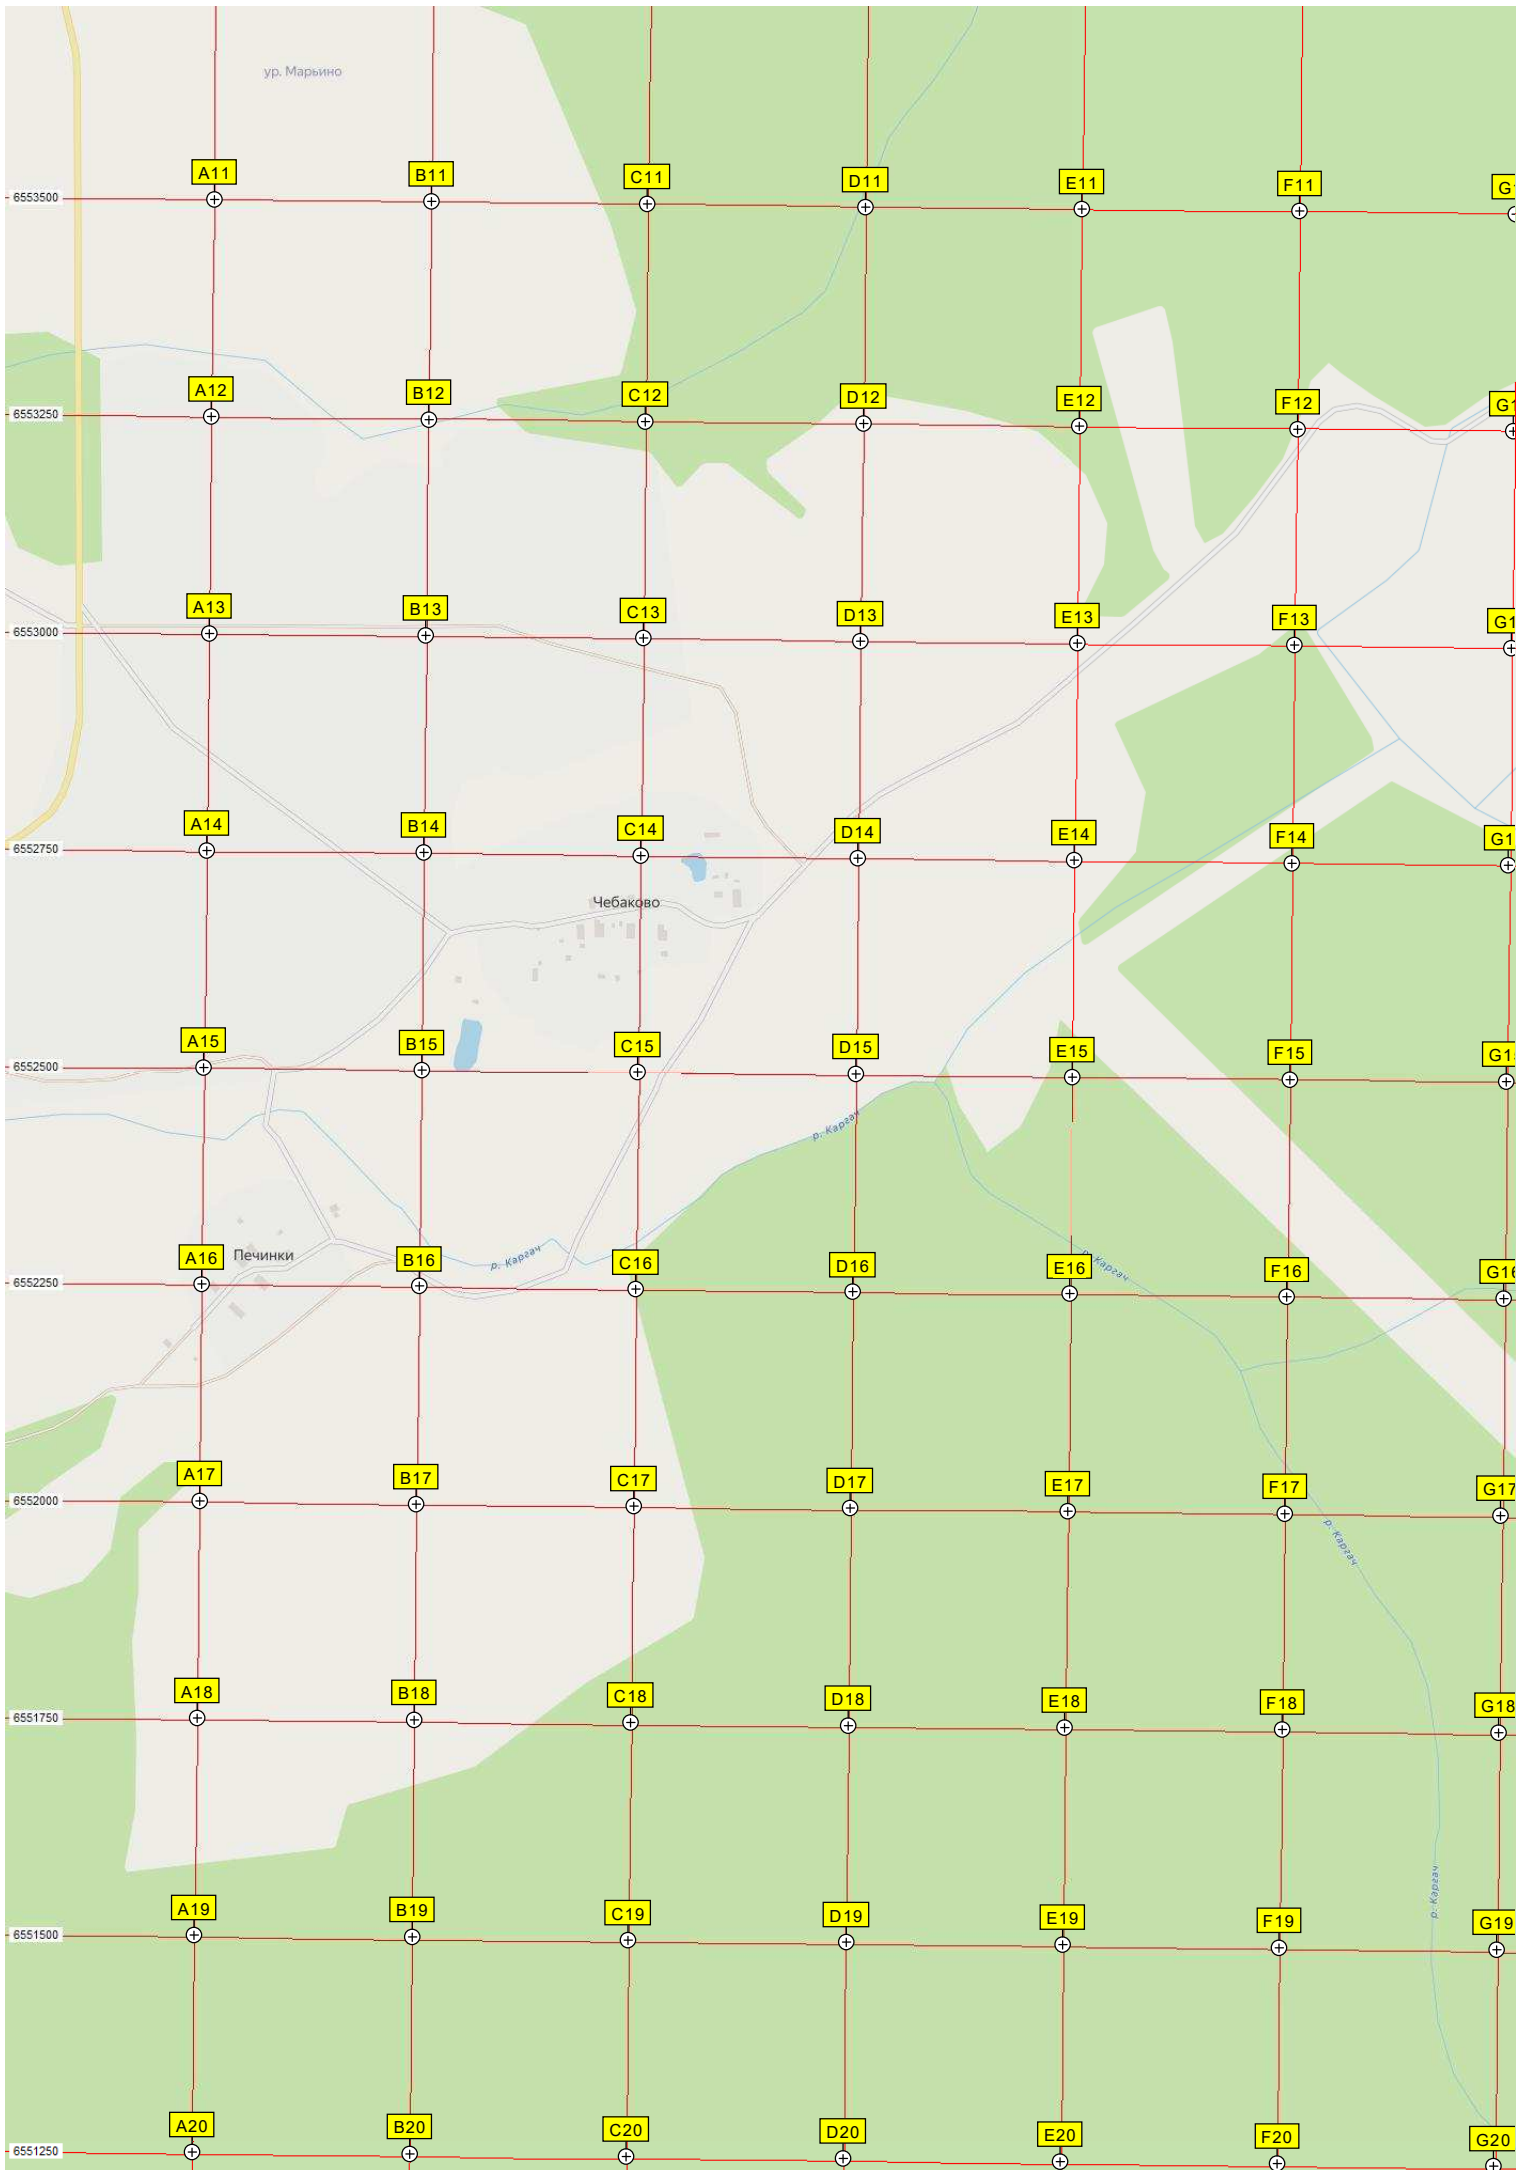 ур. Марьино
A11 B11 C11 D11 E11 F11
6553500
A12 B12 C12 D12 E12 F12
6553250
A13 B13 C13 D13 E13 F13
6553000
A14 B14 C14 D14 E14 F14
6552750
Чебаково
A15 B15 C15 D15 E15 F15
6552500
р. Каргач
A16 Печинки B16 р. Каргач C16 D16 E16 р. Каргач F16 G16
6552250
A17 B17 C17 D17 E17 F17 G17
6552000
р. Каргач
A18 B18 C18 D18 E18 F18 G18
6551750
р. Каргач
A19 B19 C19 D19 E19 F19 G19
6551500
A20 B20 C20 D20 E20 F20 G20
6551250